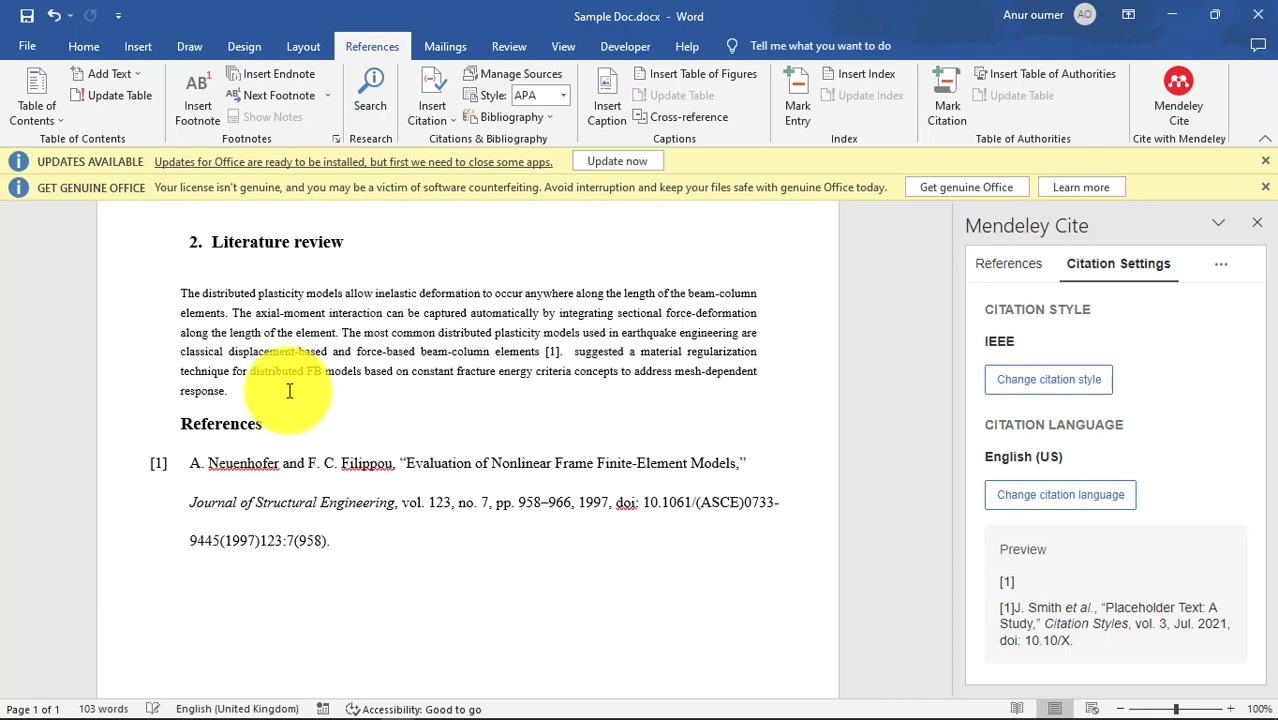 Sample Doc.docx - Word
Anur oumer AO
File Home Insert Draw Design Layout References Mailings Review View Developer Help Tell me what you want to do
Table of Contents
Add Text
Update Table
Table of Contents
AB1
Insert Footnote
Insert Endnote
Next Footnote
Show Notes
Footnotes
Search
Research
Insert Citation
Manage Sources
Style: APA
Bibliography
Citations & Bibliography
Insert Caption
Insert Table of Figures
Update Table
Cross-reference
Captions
Mark Entry
Insert Index
Update Index
Index
Mark Citation
Insert Table of Authorities
Update Table
Table of Authorities
Mendeley Cite
Cite with Mendeley
UPDATES AVAILABLE Updates for Office are ready to be installed, but first we need to close some apps. Update now
GET GENUINE OFFICE Your license isn't genuine, and you may be a victim of software counterfeiting. Avoid interruption and keep your files safe with genuine Office today. Get genuine Office Learn more
2. Literature review
The distributed plasticity models allow inelastic deformation to occur anywhere along the length of the beam-column
elements. The axial-moment interaction can be captured automatically by integrating sectional force-deformation
along the length of the element. The most common distributed plasticity models used in earthquake engineering are
classical displacement-based and force-based beam-column elements [1]. suggested a material regularization
technique for distributed FB models based on constant fracture energy criteria concepts to address mesh-dependent
response.
References
[1] A. Neuenhofer and F. C. Filippou, “Evaluation of Nonlinear Frame Finite-Element Models,”
Journal of Structural Engineering, vol. 123, no. 7, pp. 958–966, 1997, doi: 10.1061/(ASCE)0733-
9445(1997)123:7(958).
Mendeley Cite
References Citation Settings ...
CITATION STYLE
IEEE
Change citation style
CITATION LANGUAGE
English (US)
Change citation language
Preview
[1]
[1]J. Smith et al., “Placeholder Text: A
Study,” Citation Styles, vol. 3, Jul. 2021,
doi: 10.10/X.
Page 1 of 1 103 words English (United Kingdom) Accessibility: Good to go 100%